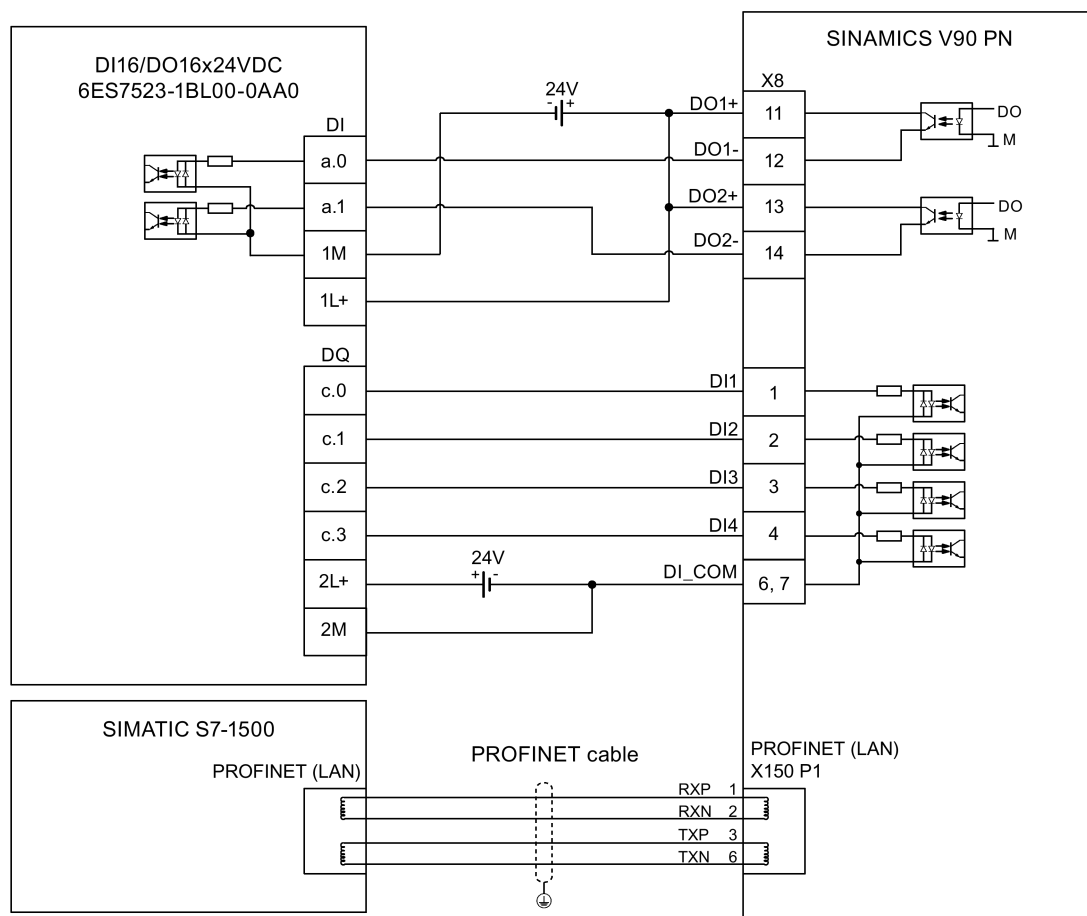 DI16/DO16x24VDC
6ES7523-1BL00-0AA0
SINAMICS V90 PN
DI
a.0
a.1
1M
1L+
DQ
c.0
c.1
c.2
c.3
2L+
2M
24V
- +
24V
+ -
X8
DO1+ 11
DO1- 12
DO2+ 13
DO2- 14
DI1 1
DI2 2
DI3 3
DI4 4
DI_COM 6, 7
DO
M
DO
M
SIMATIC S7-1500
PROFINET (LAN)
PROFINET cable
PROFINET (LAN)
X150 P1
RXP 1
RXN 2
TXP 3
TXN 6